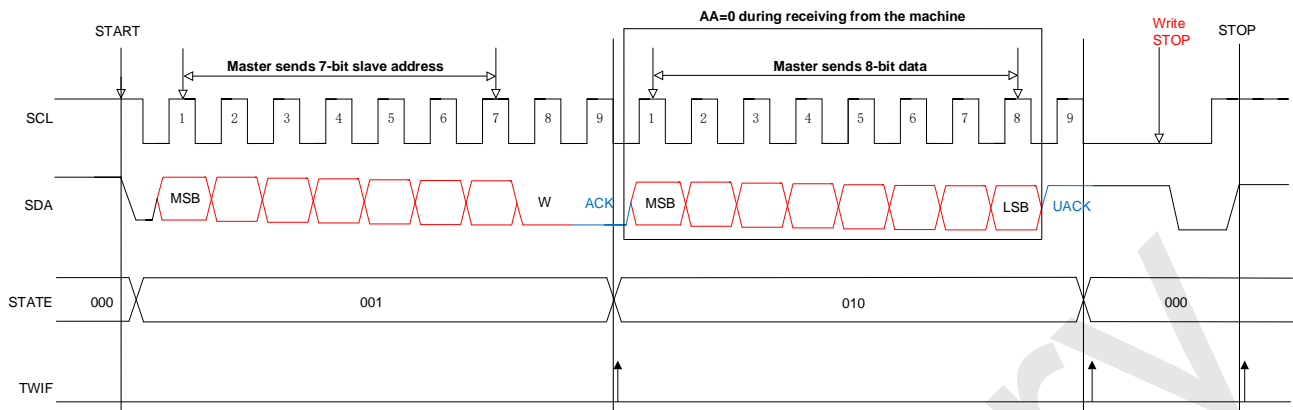 AA=0 during receiving from the machine
START
Write
STOP
STOP
Master sends 7-bit slave address
Master sends 8-bit data
SCL
1 2 3 4 5 6 7 8 9 1 2 3 4 5 6 7 8 9
SDA
MSB W ACK MSB LSB UACK
STATE 000 001 010 000
TWIF